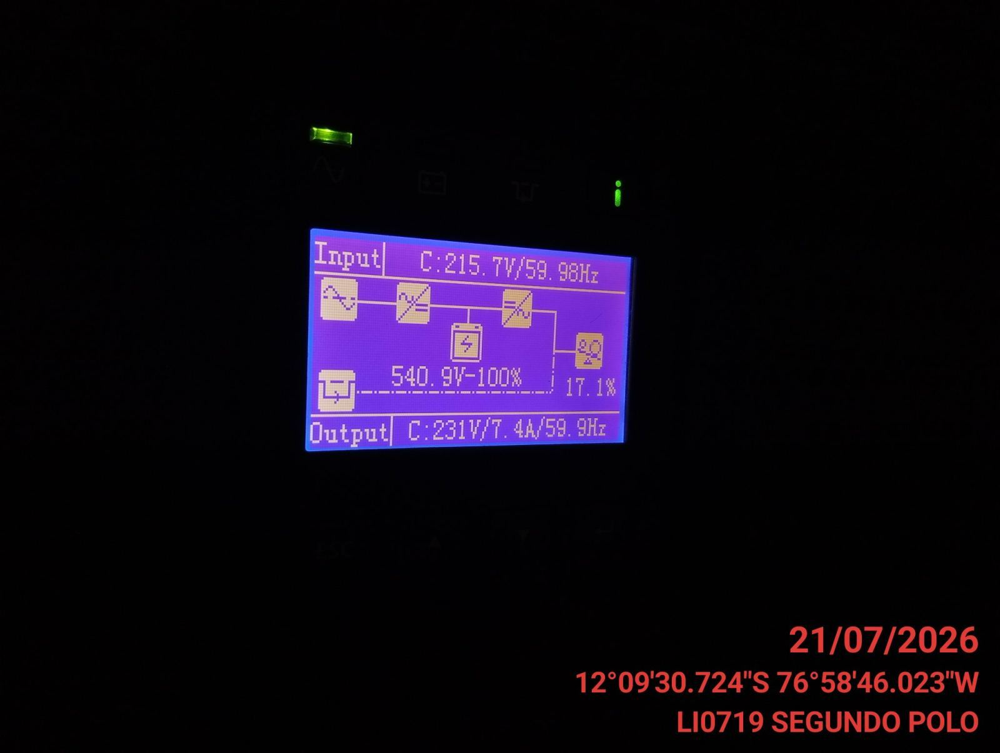 Input C:215.7V/59.98Hz
540.9V-100%
17.1%
Output C:231V/7.4A/59.9Hz
ESC
21/07/2026
12°09'30.724"S 76°58'46.023"W
LI0719 SEGUNDO POLO